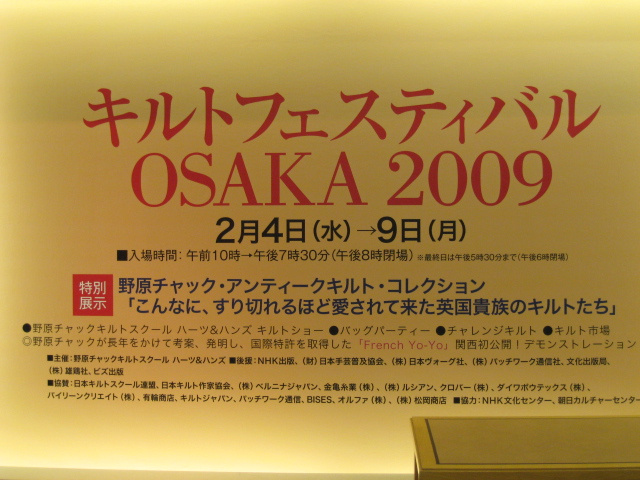 キルトフェスティバル
OSAKA 2009
2月4日(水)→9日(月)
■入場時間: 午前10時→午後7時30分(午後8時閉場) ※最終日は午後5時30分まで(午後6時閉場)
特別
展示
野原チャック・アンティークキルト・コレクション
「こんなに、すり切れるほど愛されて来た英国貴族のキルトたち」
●野原チャックキルトスクール ハーツ&ハンズ キルトショー ●バッグパーティー ●チャレンジキルト ●キルト市場
◎野原チャックが長年をかけて考案、発明し、国際特許を取得した「French Yo-Yo」関西初公開!デモンストレーション
■主催: 野原チャックキルトスクール ハーツ&ハンズ ■後援: NHK出版、(財)日本手芸普及協会、(株)日本ヴォーグ社、(株)パッチワーク通信社、文化出版局、
(株)雄鶏社、ビズ出版
■協賛: 日本キルトスクール連盟、日本キルト作家協会、(株)ベルニナジャパン、金亀糸業(株)、(株)ルシアン、クロバー(株)、ダイワボウテックス(株)、
バイリーンクリエイト(株)、有輪商店、キルトジャパン、パッチワーク通信、BISES、オルファ(株)、(株)松岡商店 ■協力: NHK文化センター、朝日カルチャーセンター